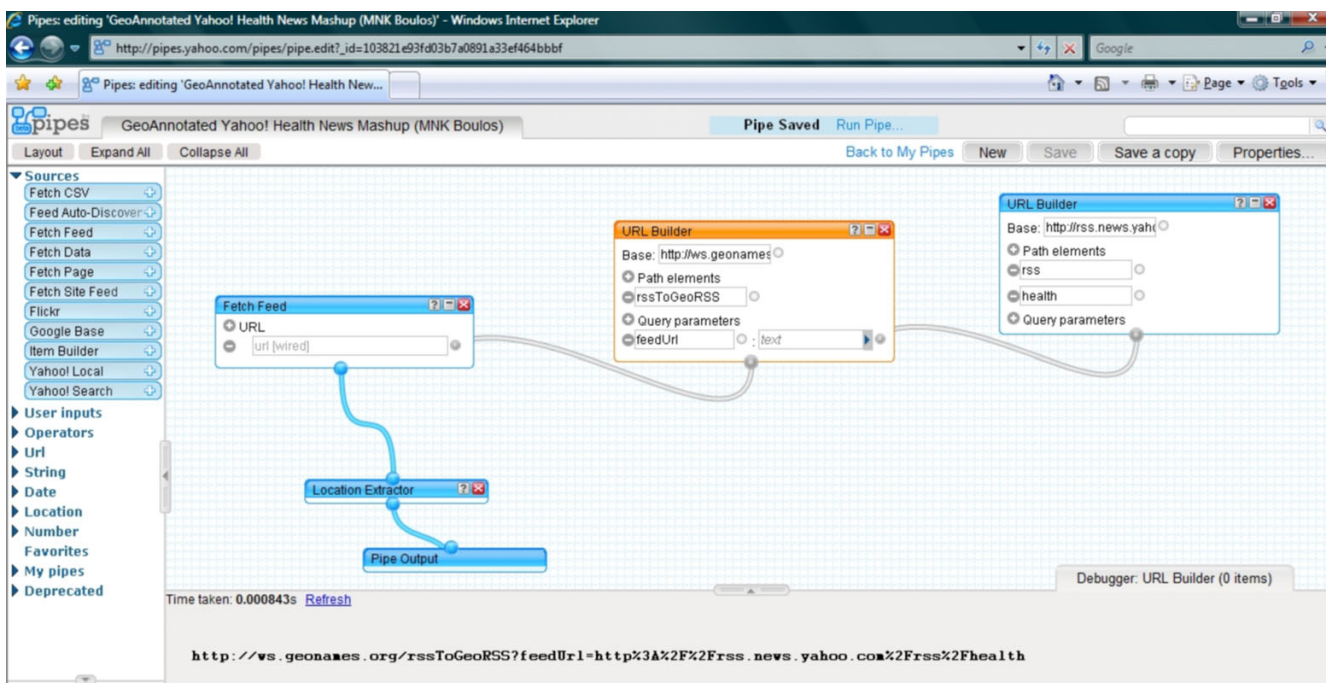 Pipes: editing 'GeoAnnotated Yahoo! Health News Mashup (MNK Boulos)' - Windows Internet Explorer
http://pipes.yahoo.com/pipes/pipe.edit?_id=103821e93fd03b7a0891a33ef464bbbf
Google
Pipes: editing 'GeoAnnotated Yahoo! Health New...
Page Tools
pipes
beta
GeoAnnotated Yahoo! Health News Mashup (MNK Boulos)
Pipe Saved Run Pipe...
Layout Expand All Collapse All
Back to My Pipes New Save Save a copy Properties...
Sources
Fetch CSV
Feed Auto-Discover
Fetch Feed
Fetch Data
Fetch Page
Fetch Site Feed
Flickr
Google Base
Item Builder
Yahoo! Local
Yahoo! Search
User inputs
Operators
Url
String
Date
Location
Number
Favorites
My pipes
Deprecated
Fetch Feed
URL
url [wired]
Location Extractor
Pipe Output
URL Builder
Base: http://ws.geonames
Path elements
rssToGeoRSS
Query parameters
feedUrl : text
URL Builder
Base: http://rss.news.yaho
Path elements
rss
health
Query parameters
Debugger: URL Builder (0 items)
Time taken: 0.000843s Refresh
http://ws.geonames.org/rssToGeoRSS?feedUrl=http%3A%2F%2Frss.news.yahoo.com%2Frss%2Fhealth